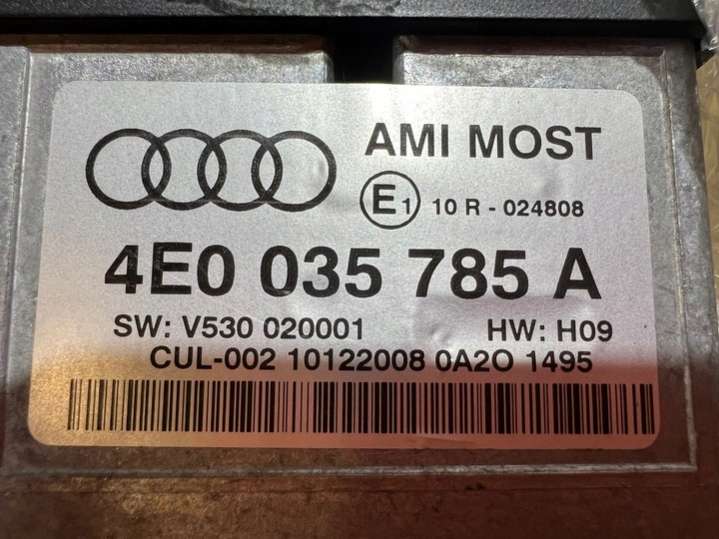 AMI MOST
E1 10 R - 024808
4E0 035 785 A
SW: V530 020001 HW: H09
CUL-002 10122008 0A2O 1495